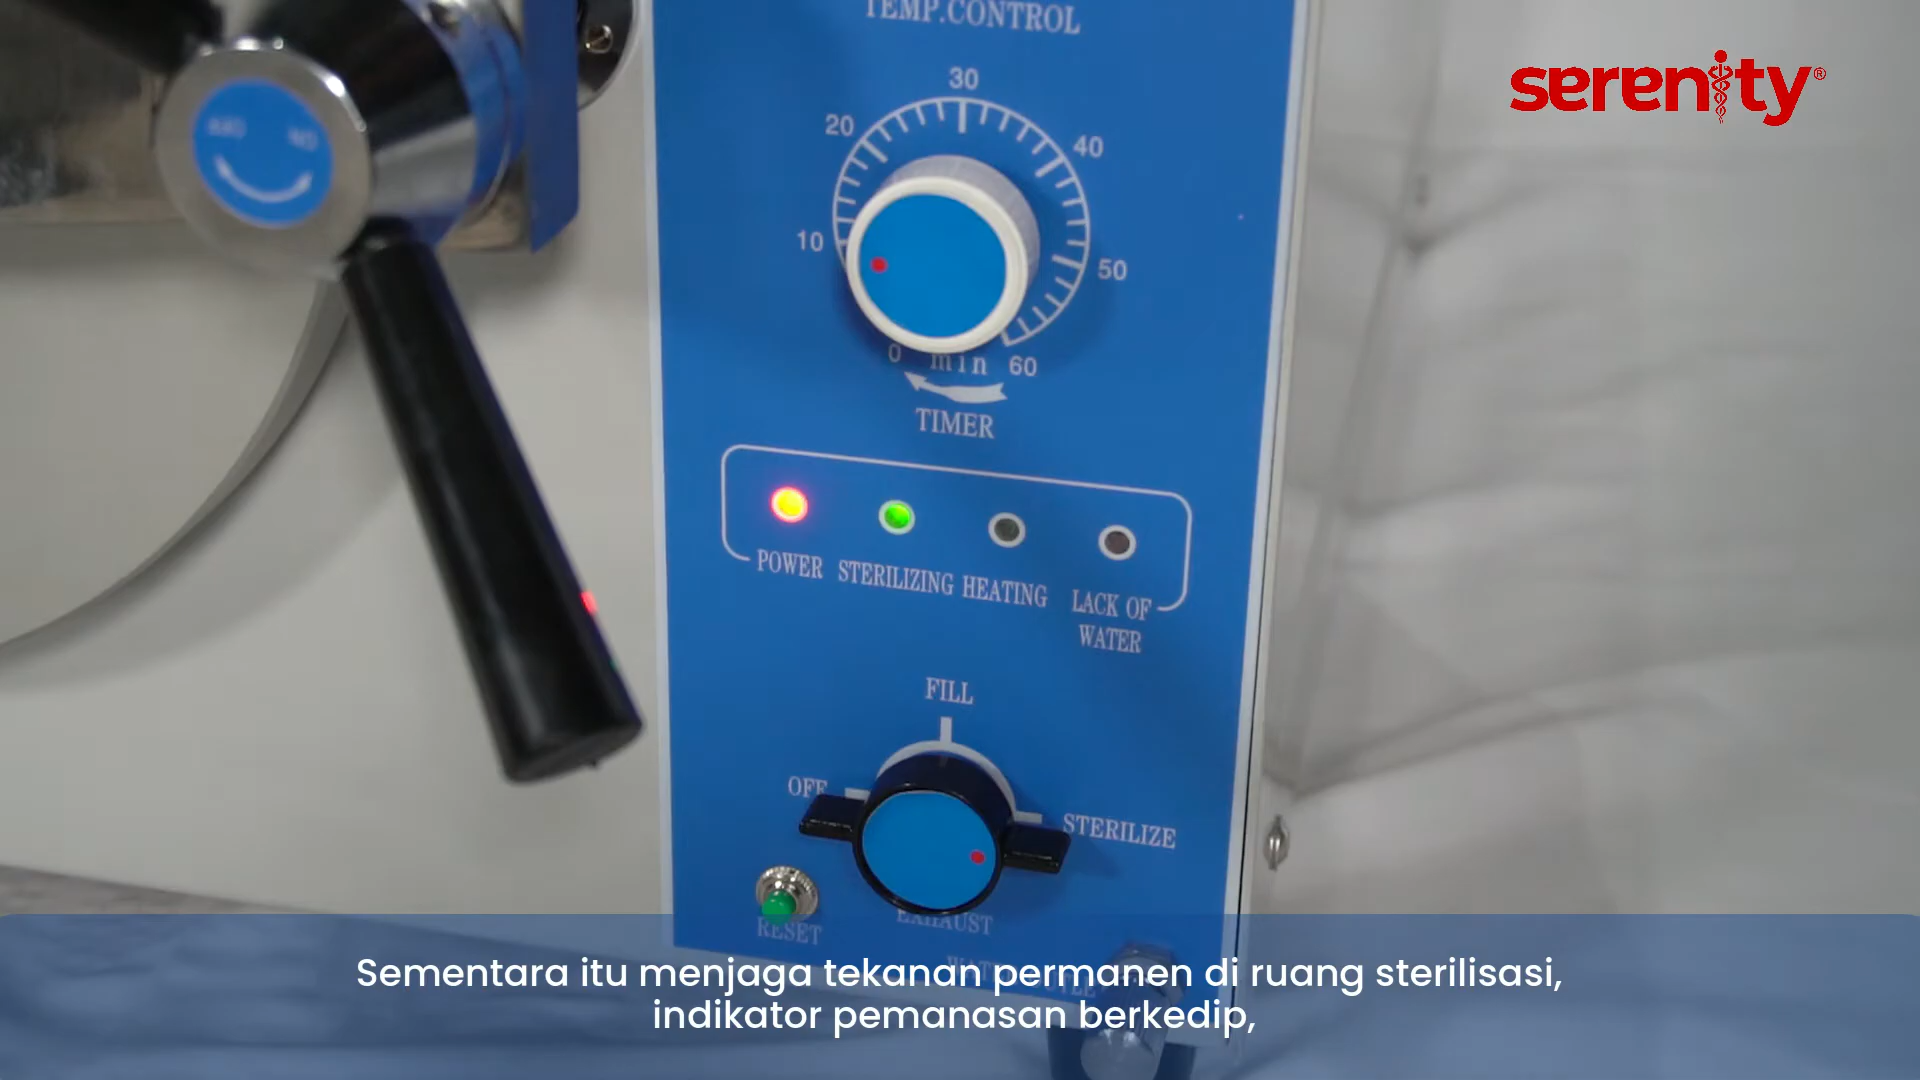 TEMP.CONTROL
serenity®
30
20
40
10
50
0 min 60
TIMER
POWER STERILIZING HEATING LACK OF
WATER
FILL
OFF
STERILIZE
EXHAUST
RESET
Sementara itu menjaga tekanan permanen di ruang sterilisasi,
indikator pemanasan berkedip,